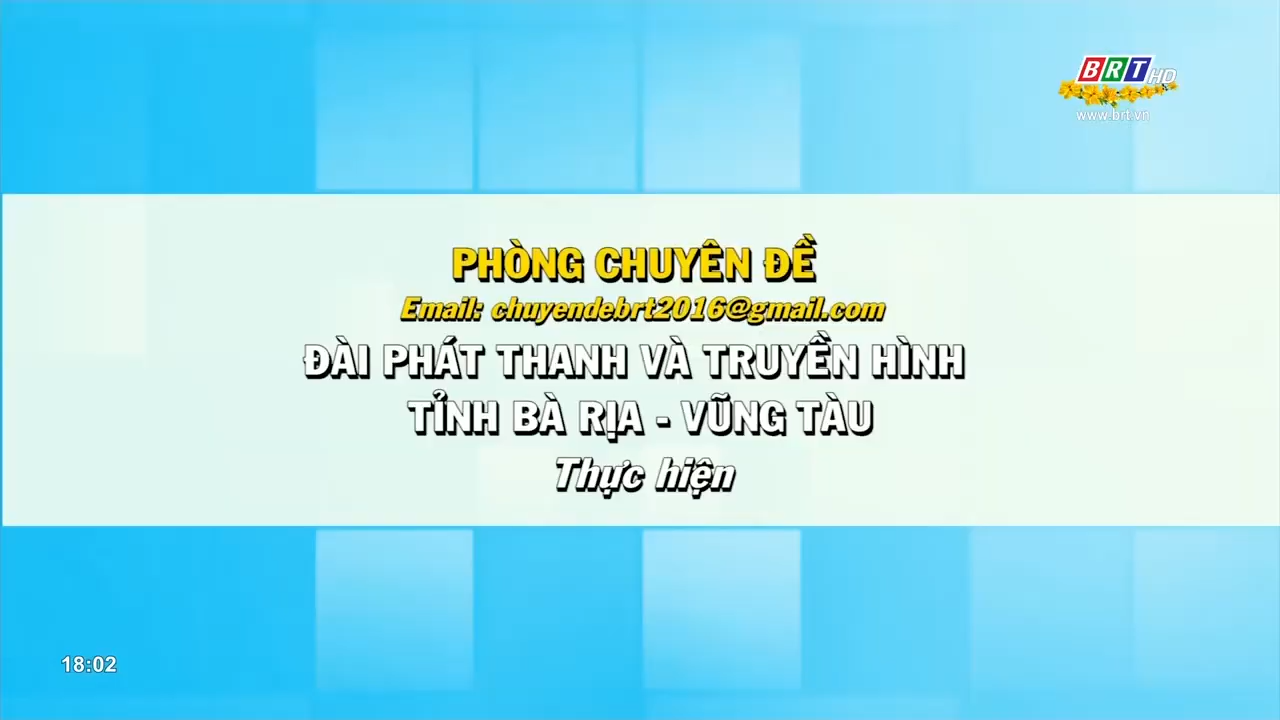 BRT HD
www.brt.vn
PHÒNG CHUYÊN ĐỀ
Email: chuyendebrt2016@gmail.com
ĐÀI PHÁT THANH VÀ TRUYỀN HÌNH
TỈNH BÀ RỊA - VŨNG TÀU
Thực hiện
18:02